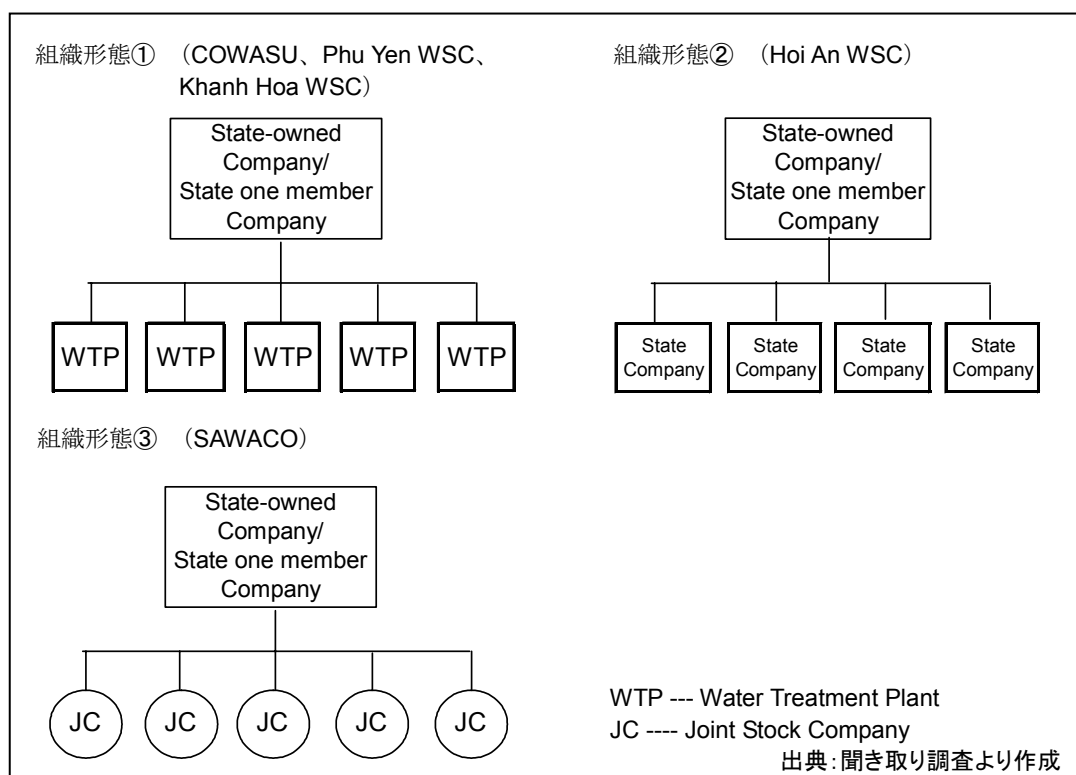 組織形態① （COWASU、Phu Yen WSC、
Khanh Hoa WSC）
State-owned
Company/
State one member
Company
WTP WTP WTP WTP WTP
組織形態② （Hoi An WSC）
State-owned
Company/
State one member
Company
State
Company
State
Company
State
Company
State
Company
組織形態③ （SAWACO）
State-owned
Company/
State one member
Company
JC JC JC JC JC
WTP --- Water Treatment Plant
JC ---- Joint Stock Company
出典：聞き取り調査より作成